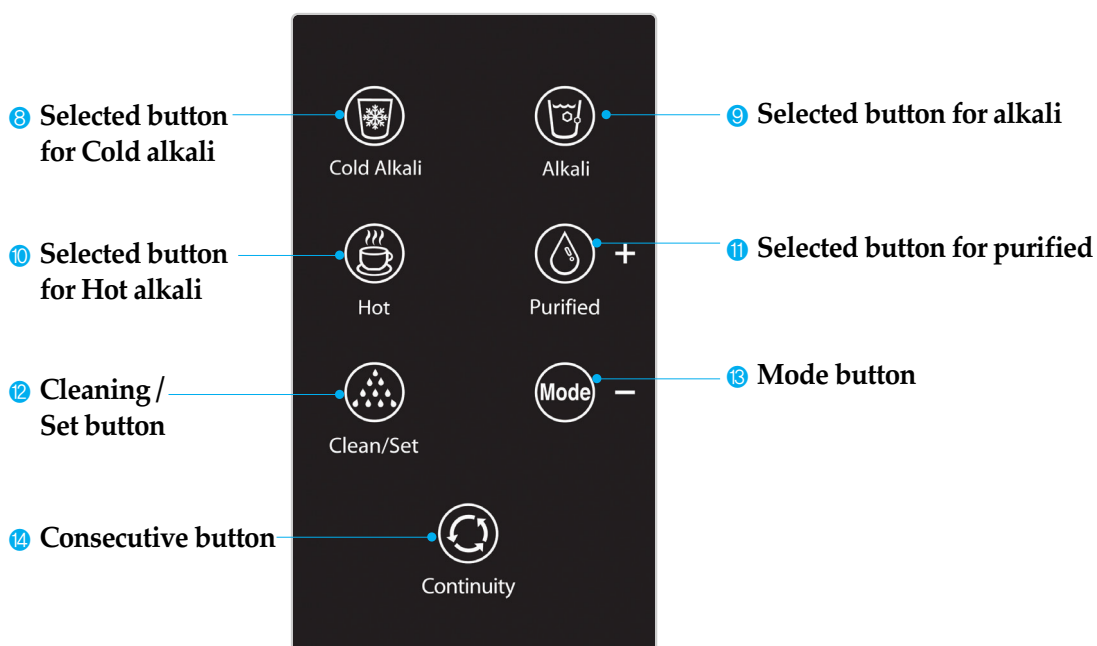 ⑧ Selected button
for Cold alkali
Cold Alkali
Alkali
⑨ Selected button for alkali
⑩ Selected button
for Hot alkali
Hot
Purified
+
⑪ Selected button for purified
⑫ Cleaning /
Set button
Clean/Set
Mode
−
⑬ Mode button
⑭ Consecutive button
Continuity